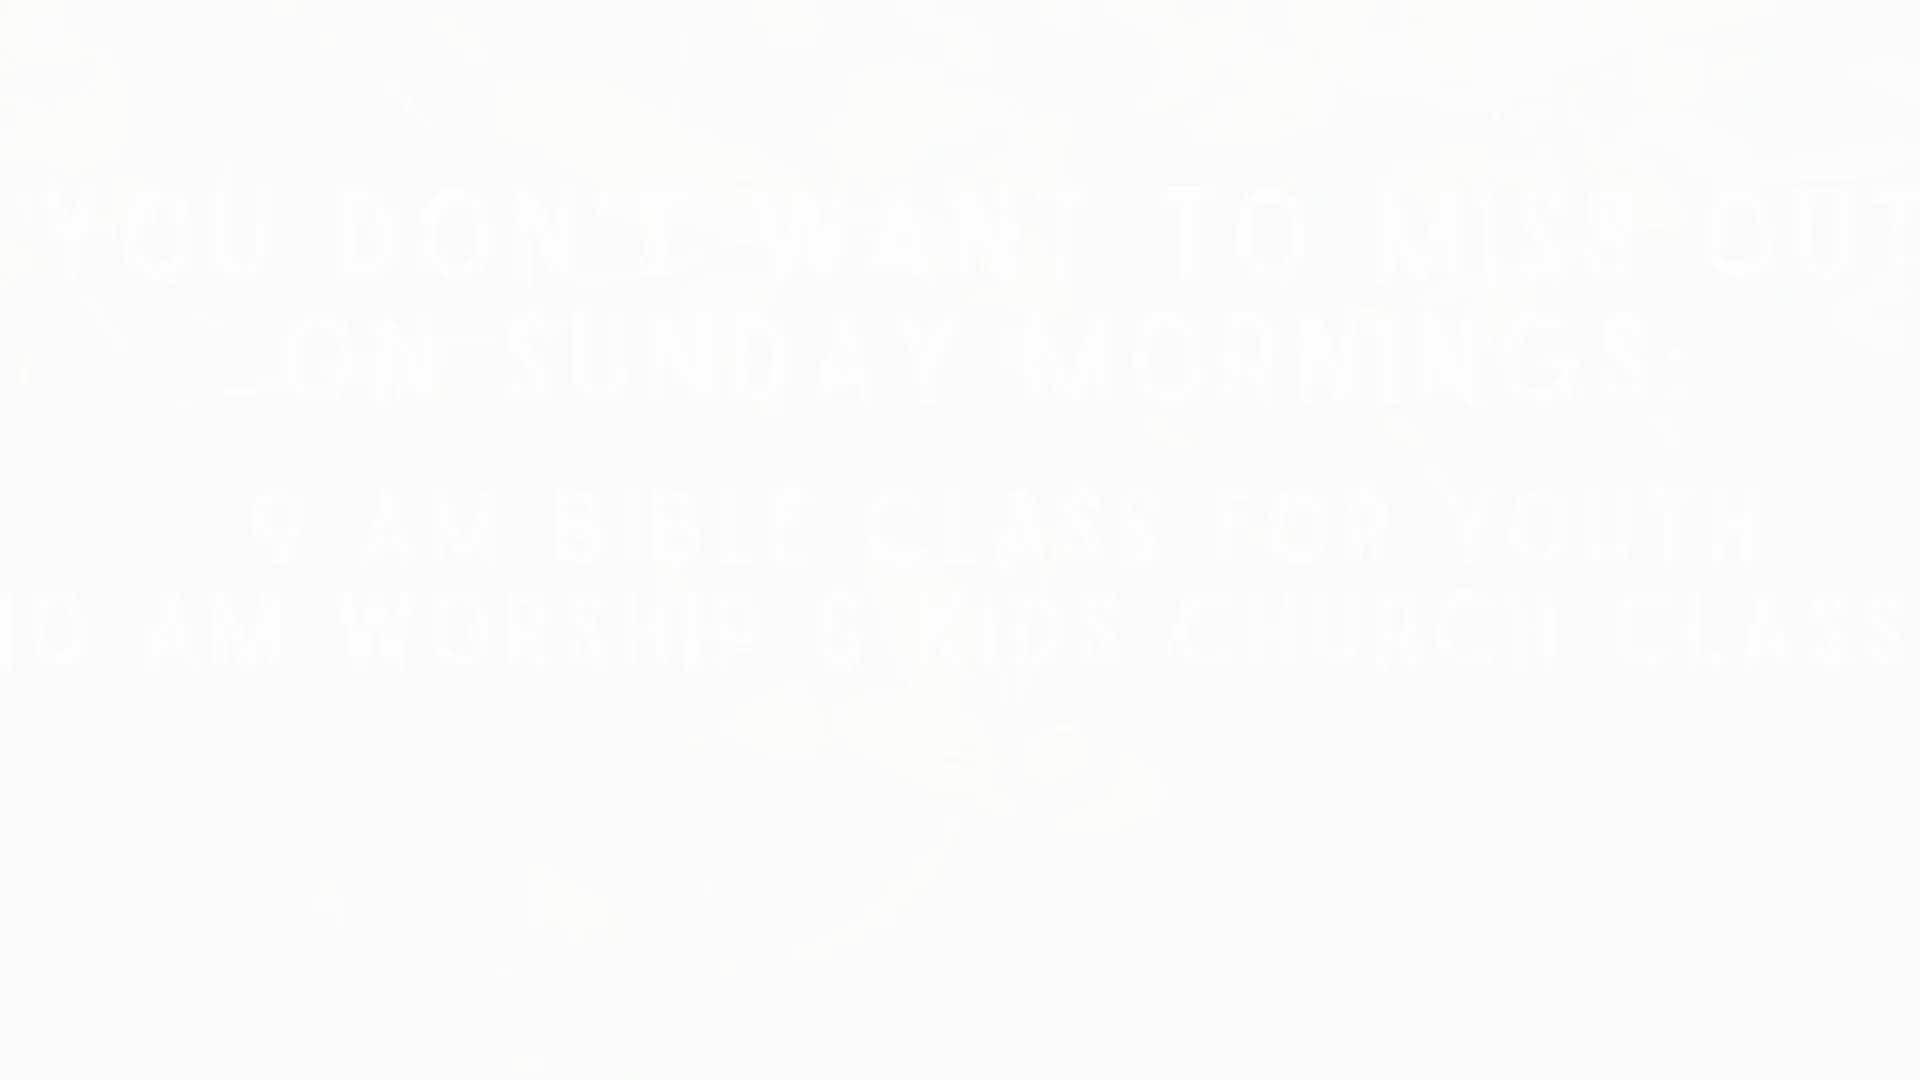 YOU DON'T WANT TO MISS OUT
ON SUNDAY MORNINGS:
9 AM BIBLE CLASS FOR YOUTH
10 AM WORSHIP & KIDS CHURCH CLASS